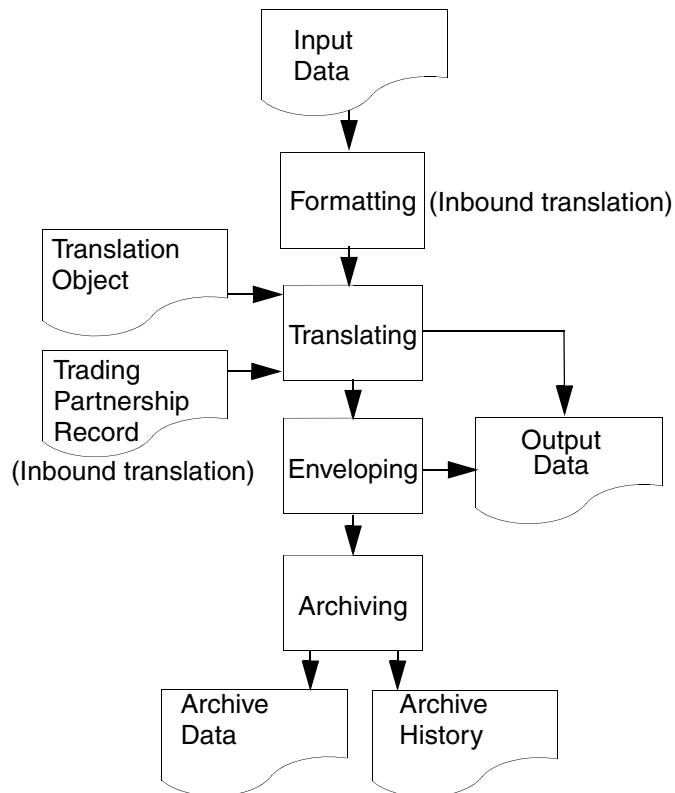 Input
Data
Formatting (Inbound translation)
Translation
Object
Translating
Trading
Partnership
Record
(Inbound translation)
Enveloping
Output
Data
Archiving
Archive
Data
Archive
History